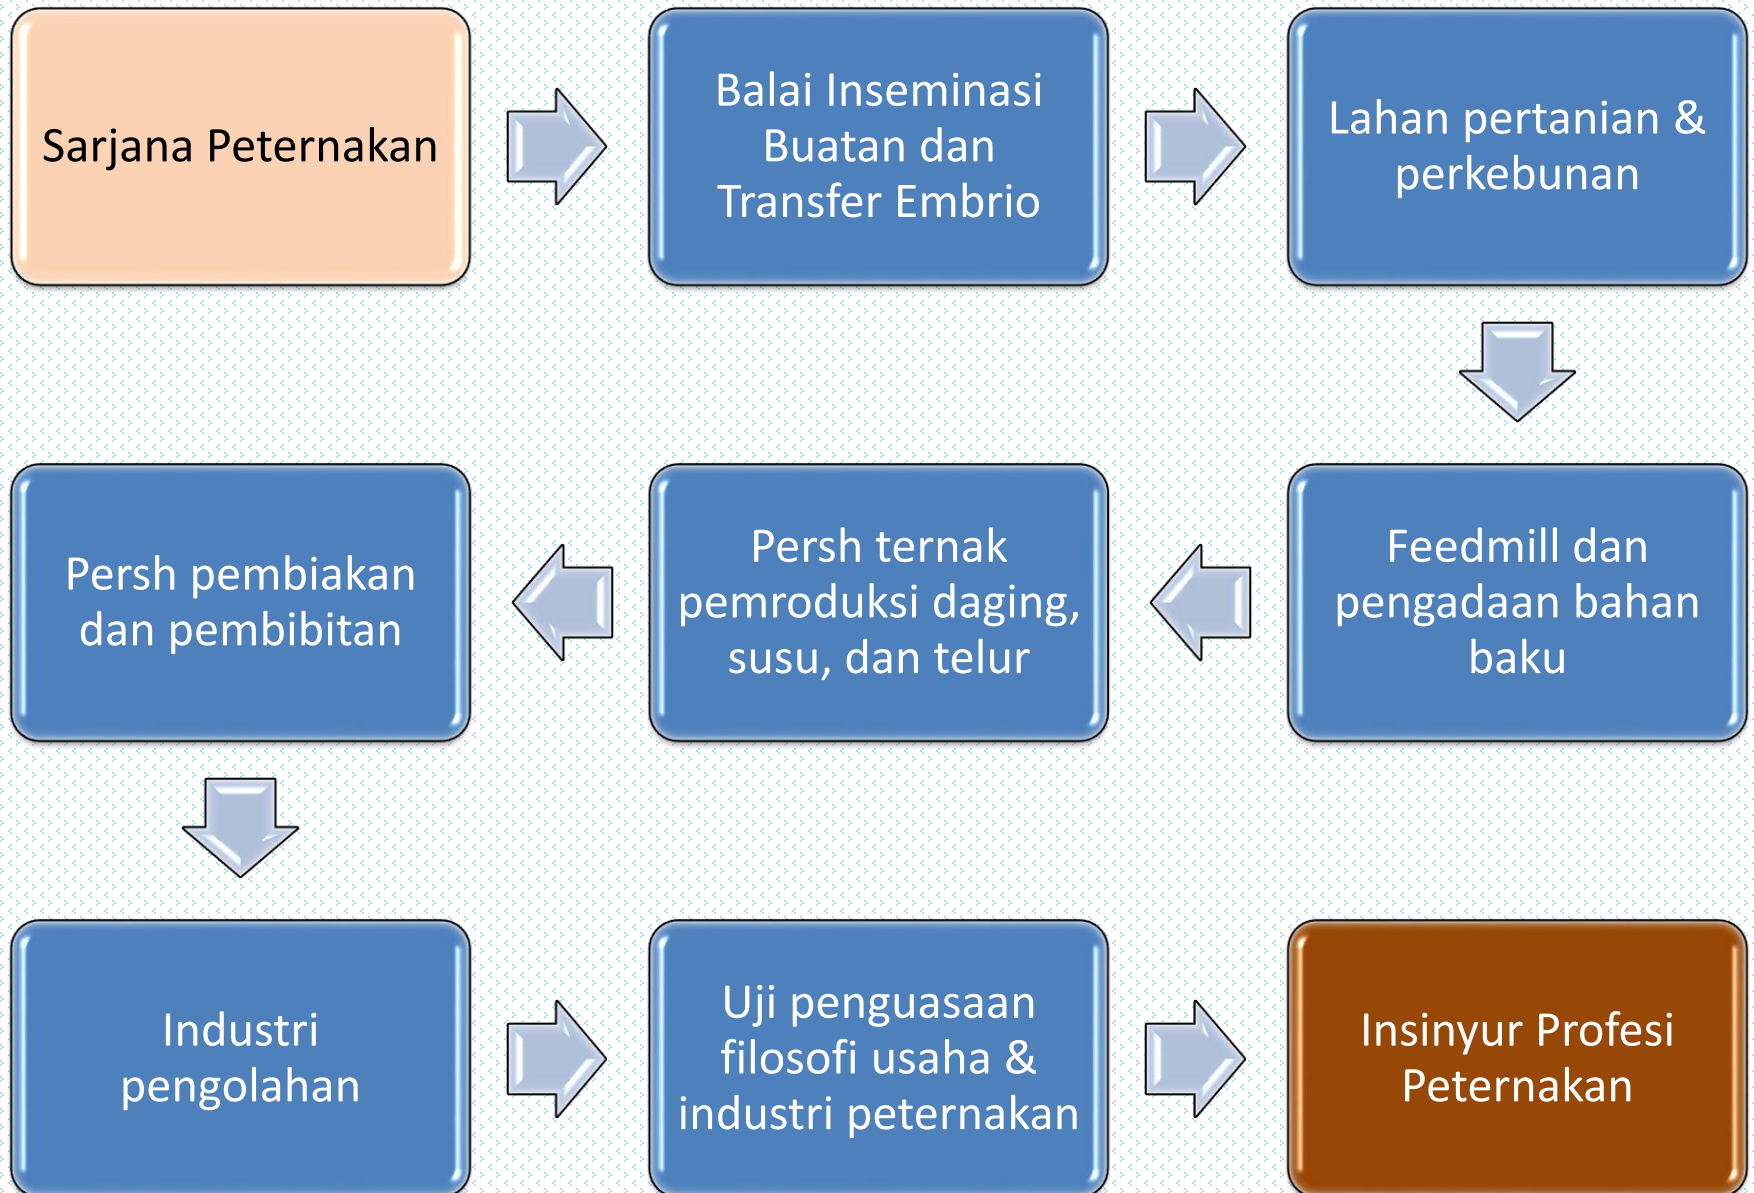 Sarjana Peternakan
Balai Inseminasi
Buatan dan
Transfer Embrio
Lahan pertanian &
perkebunan
Feedmill dan
pengadaan bahan
baku
Persh ternak
pemroduksi daging,
susu, dan telur
Persh pembiakan
dan pembibitan
Industri
pengolahan
Uji penguasaan
filosofi usaha &
industri peternakan
Insinyur Profesi
Peternakan